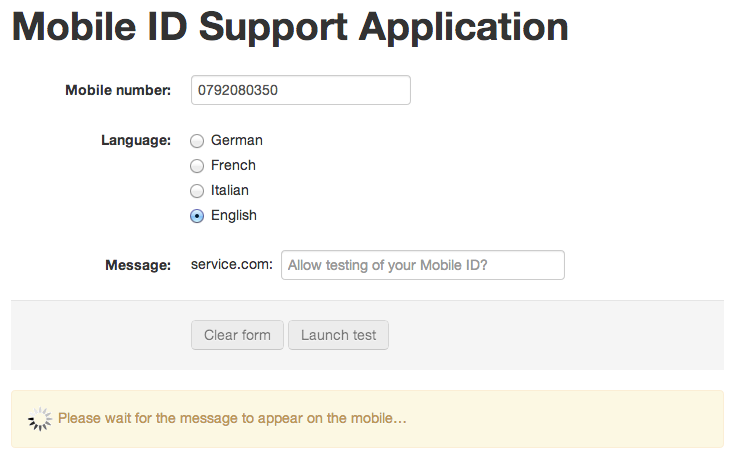 Mobile ID Support Application
Mobile number: 0792080350
Language: German
French
Italian
English
Message: service.com: Allow testing of your Mobile ID?
Clear form Launch test
Please wait for the message to appear on the mobile...